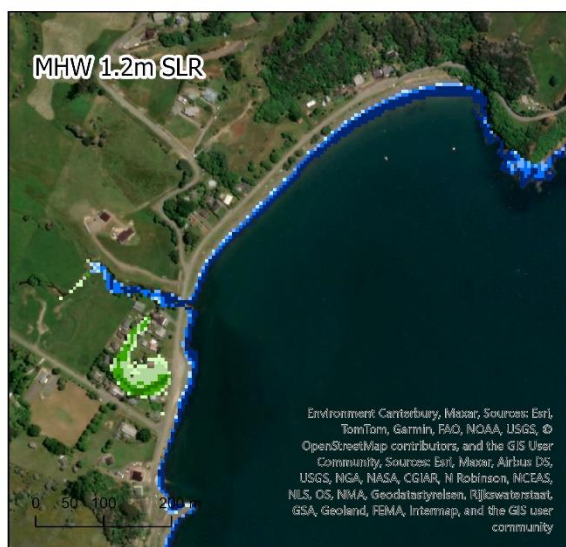 MHW 1.2m SLR
Environment Canterbury, Maxar, Sources: Esri,
TomTom, Garmin, FAO, NOAA, USGS, ©
OpenStreetMap contributors, and the GIS User
Community, Sources: Esri, Maxar, Airbus DS,
USGS, NGA, NASA, CGIAR, N Robinson, NCEAS,
NLS, OS, NMA, Geodatastyrelsen, Rijkswaterstaat,
GSA, Geoland, FEMA, Intermap, and the GIS user
community
0 50 100 200 m